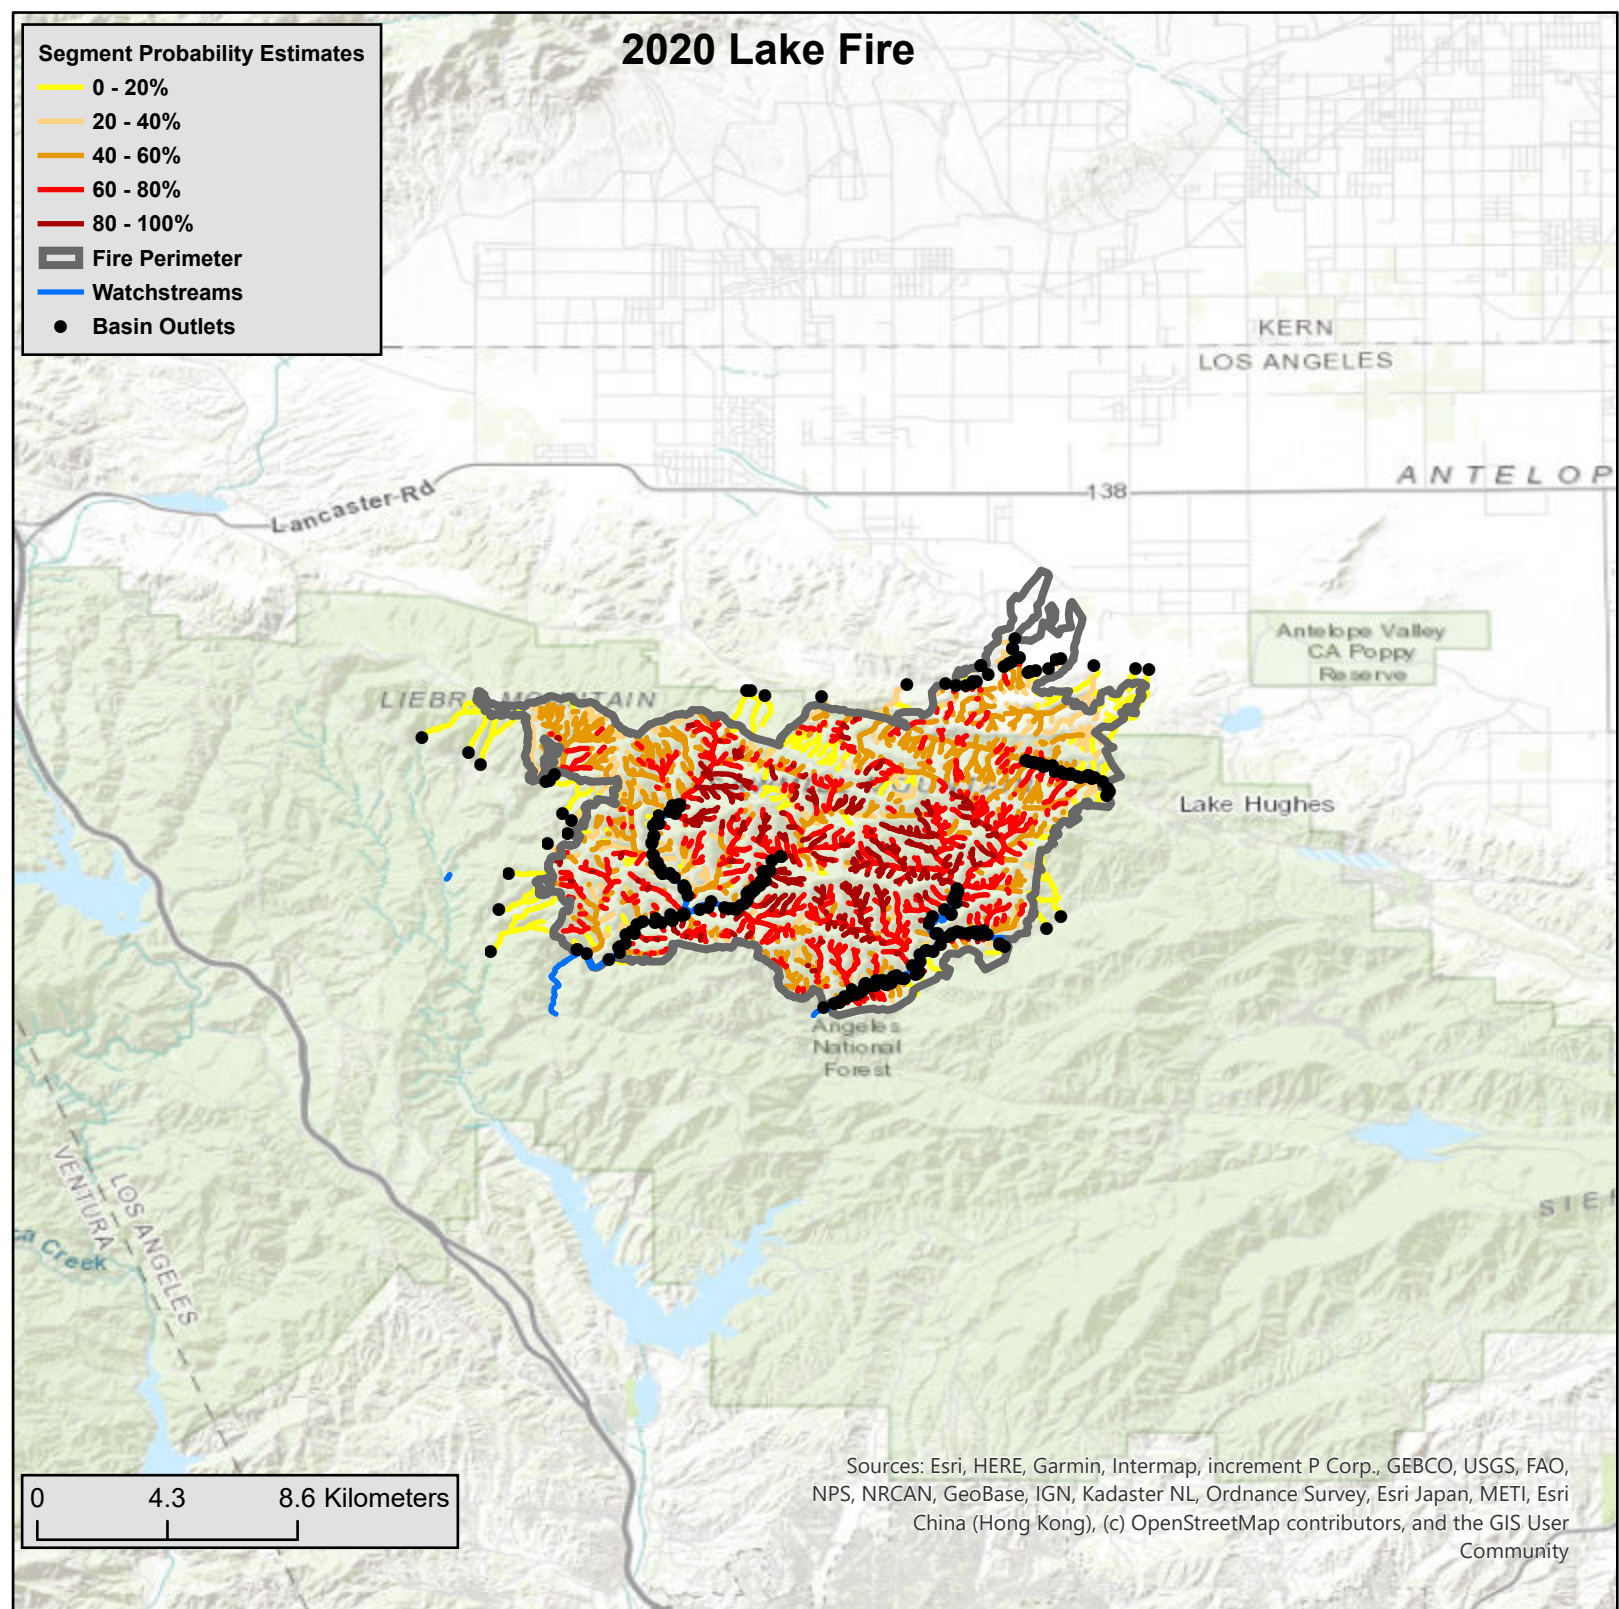 2020 Lake Fire
Segment Probability Estimates
0 - 20%
20 - 40%
40 - 60%
60 - 80%
80 - 100%
Fire Perimeter
Watchstreams
Basin Outlets
KERN
LOS ANGELES
ANTELOP
138
Lancaster-Rd
Antelope Valley
CA Poppy
Reserve
Lake Hughes
Angeles
National
Forest
LOS ANGELES
VENTURA
ca Creek
SIE
0 4.3 8.6 Kilometers
Sources: Esri, HERE, Garmin, Intermap, increment P Corp., GEBCO, USGS, FAO,
NPS, NRCAN, GeoBase, IGN, Kadaster NL, Ordnance Survey, Esri Japan, METI, Esri
China (Hong Kong), (c) OpenStreetMap contributors, and the GIS User
Community